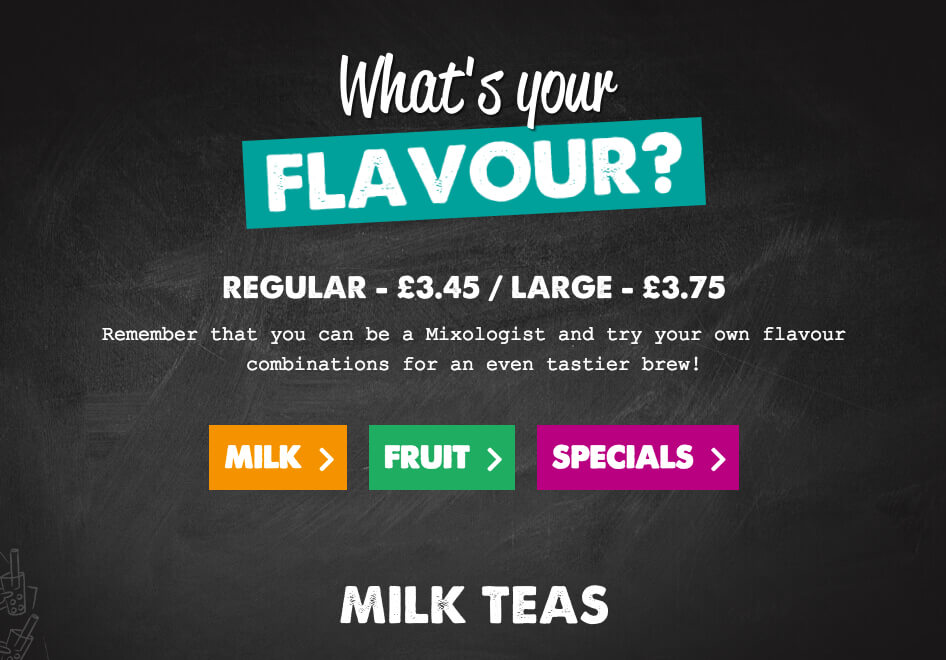 What's your
FLAVOUR?
REGULAR - £3.45 / LARGE - £3.75
Remember that you can be a Mixologist and try your own flavour
combinations for an even tastier brew!
MILK
FRUIT
SPECIALS
MILK TEAS